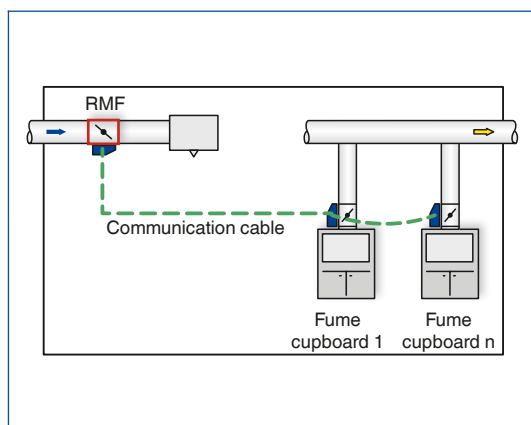 RMF
Communication cable
Fume
cupboard 1
Fume
cupboard n